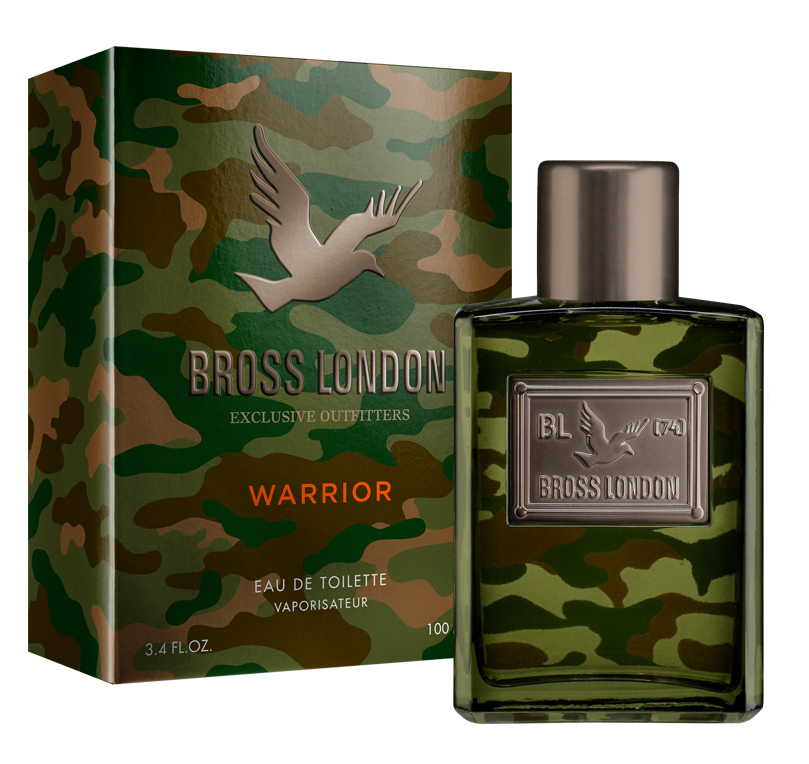 BROSS LONDON
EXCLUSIVE OUTFITTERS
WARRIOR
EAU DE TOILETTE
VAPORISATEUR
3.4 FL.OZ.
100
BL [74]
BROSS LONDON